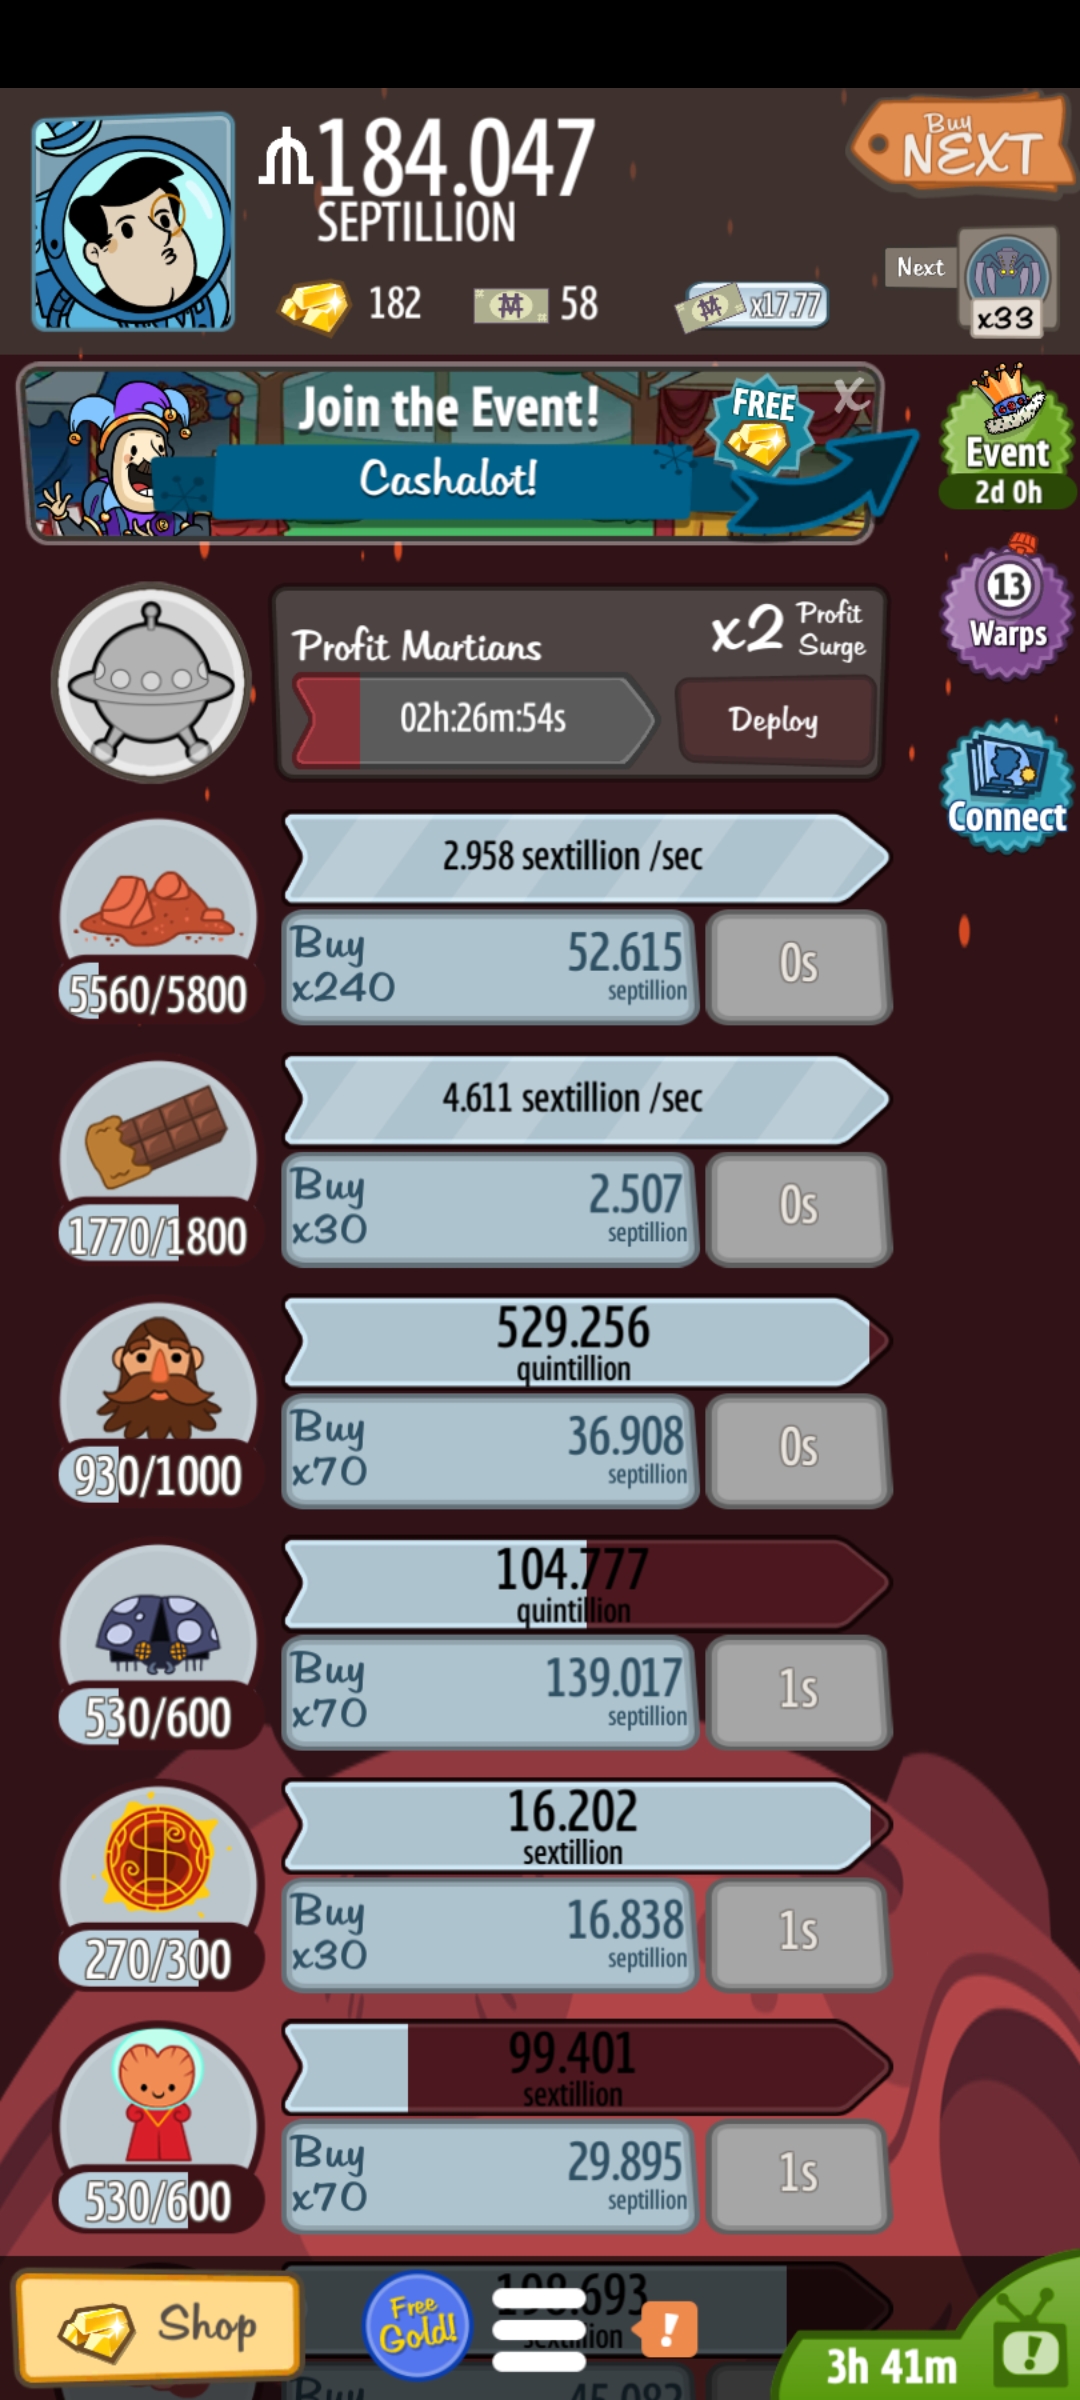 184.047
SEPTILLION
Buy
NEXT
182
58
x17.77
Next
x33
Join the Event!
Cashalot!
FREE
X
Event
2d 0h
13
Warps
Connect
Profit Martians
x2 Profit
Surge
02h:26m:54s
Deploy
2.958 sextillion /sec
Buy
x240
52.615
septillion
0s
5560/5800
4.611 sextillion /sec
Buy
x30
2.507
septillion
0s
1770/1800
529.256
quintillion
Buy
x70
36.908
septillion
0s
930/1000
104.777
quintillion
Buy
x70
139.017
septillion
1s
530/600
16.202
sextillion
Buy
x30
16.838
septillion
1s
270/300
99.401
sextillion
Buy
x70
29.895
septillion
1s
530/600
198.693
sextillion
Shop
Free
Gold!
!
3h 41m
!
Buy
45.082